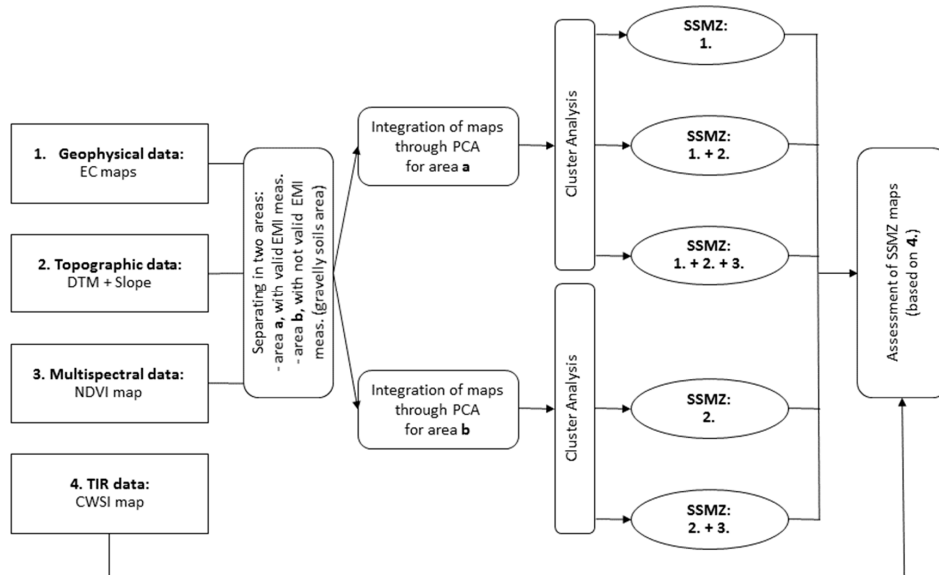 1. Geophysical data:
EC maps
2. Topographic data:
DTM + Slope
3. Multispectral data:
NDVI map
4. TIR data:
CWSI map
Separating in two areas:
- area a, with valid EMI meas.
- area b, with not valid EMI
meas. (gravelly soils area)
Integration of maps
through PCA
for area a
Integration of maps
through PCA
for area b
Cluster Analysis
Cluster Analysis
SSMZ:
1.
SSMZ:
1. + 2.
SSMZ:
1. + 2. + 3.
SSMZ:
2.
SSMZ:
2. + 3.
Assessment of SSMZ maps
(based on 4.)